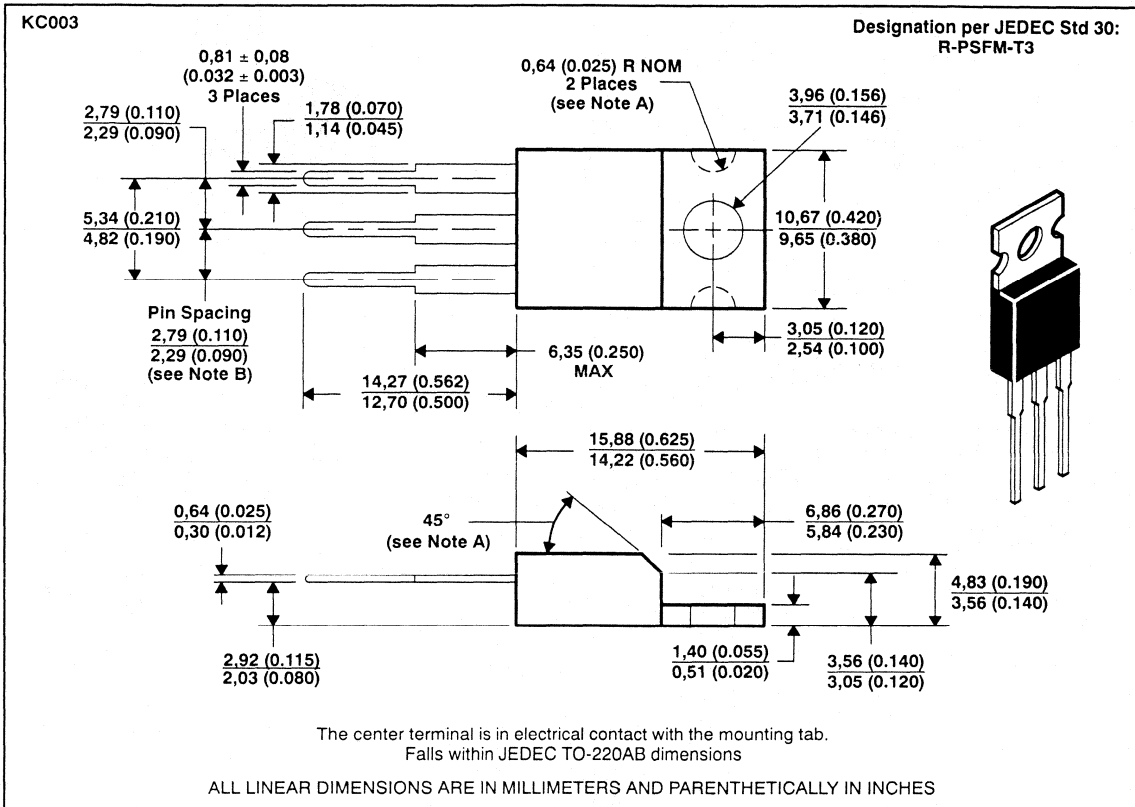 KC003
Designation per JEDEC Std 30:
R-PSFM-T3
0,81 ± 0,08
(0.032 ± 0.003)
3 Places
0,64 (0.025) R NOM
2 Places
(see Note A)
3,96 (0.156)
3,71 (0.146)
2,79 (0.110)
2,29 (0.090)
1,78 (0.070)
1,14 (0.045)
5,34 (0.210)
4,82 (0.190)
10,67 (0.420)
9,65 (0.380)
Pin Spacing
2,79 (0.110)
2,29 (0.090)
(see Note B)
3,05 (0.120)
2,54 (0.100)
6,35 (0.250)
MAX
14,27 (0.562)
12,70 (0.500)
15,88 (0.625)
14,22 (0.560)
0,64 (0.025)
0,30 (0.012)
45°
(see Note A)
6,86 (0.270)
5,84 (0.230)
4,83 (0.190)
3,56 (0.140)
2,92 (0.115)
2,03 (0.080)
1,40 (0.055)
0,51 (0.020)
3,56 (0.140)
3,05 (0.120)
The center terminal is in electrical contact with the mounting tab.
Falls within JEDEC TO-220AB dimensions
ALL LINEAR DIMENSIONS ARE IN MILLIMETERS AND PARENTHETICALLY IN INCHES